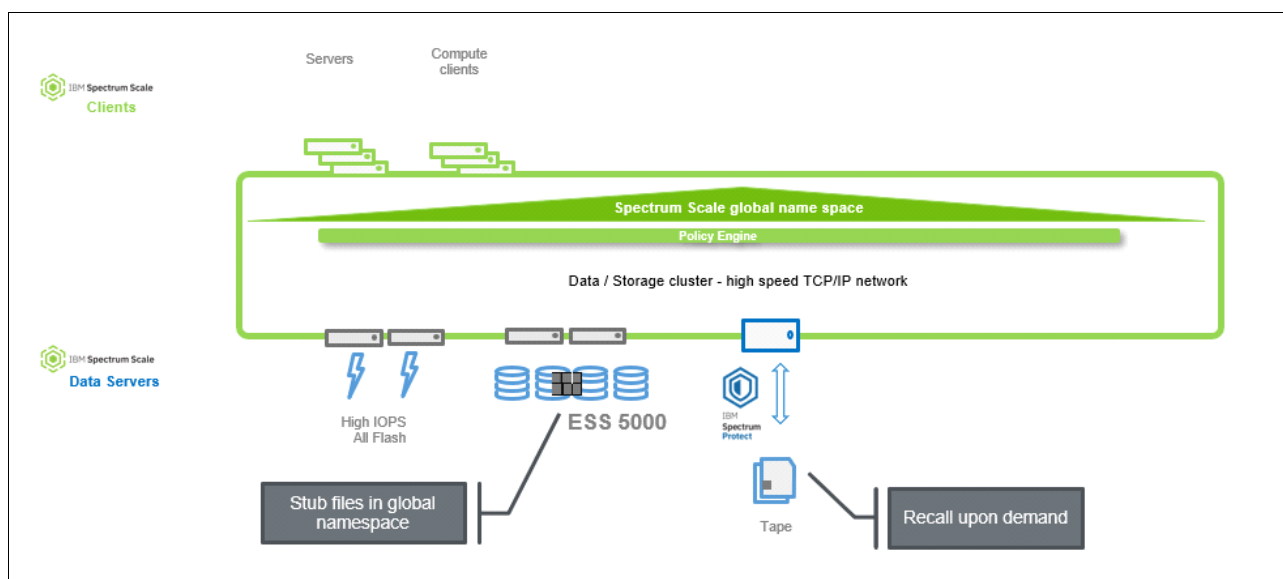 Servers
Compute
clients
IBM Spectrum Scale
Clients
Spectrum Scale global name space
Policy Engine
Data / Storage cluster - high speed TCP/IP network
IBM Spectrum Scale
Data Servers
High IOPS
All Flash
ESS 5000
IBM
Spectrum
Protect
Stub files in global
namespace
Tape
Recall upon demand